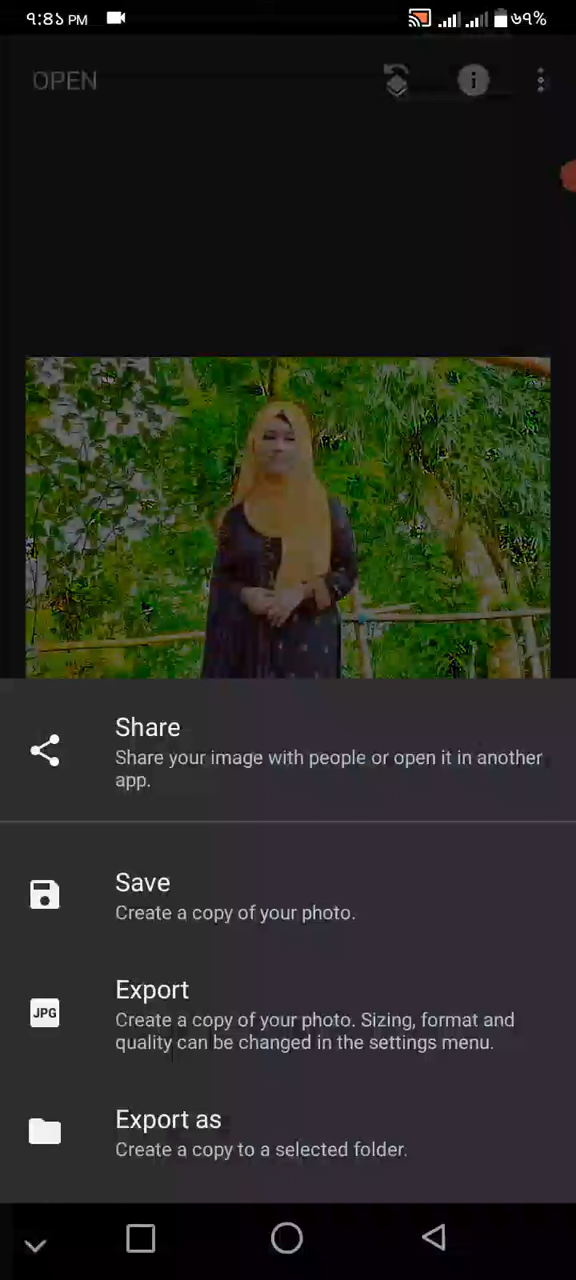 ৭:৪১ PM ৬৭%
OPEN
Share
Share your image with people or open it in another
app.
Save
Create a copy of your photo.
JPG
Export
Create a copy of your photo. Sizing, format and
quality can be changed in the settings menu.
Export as
Create a copy to a selected folder.